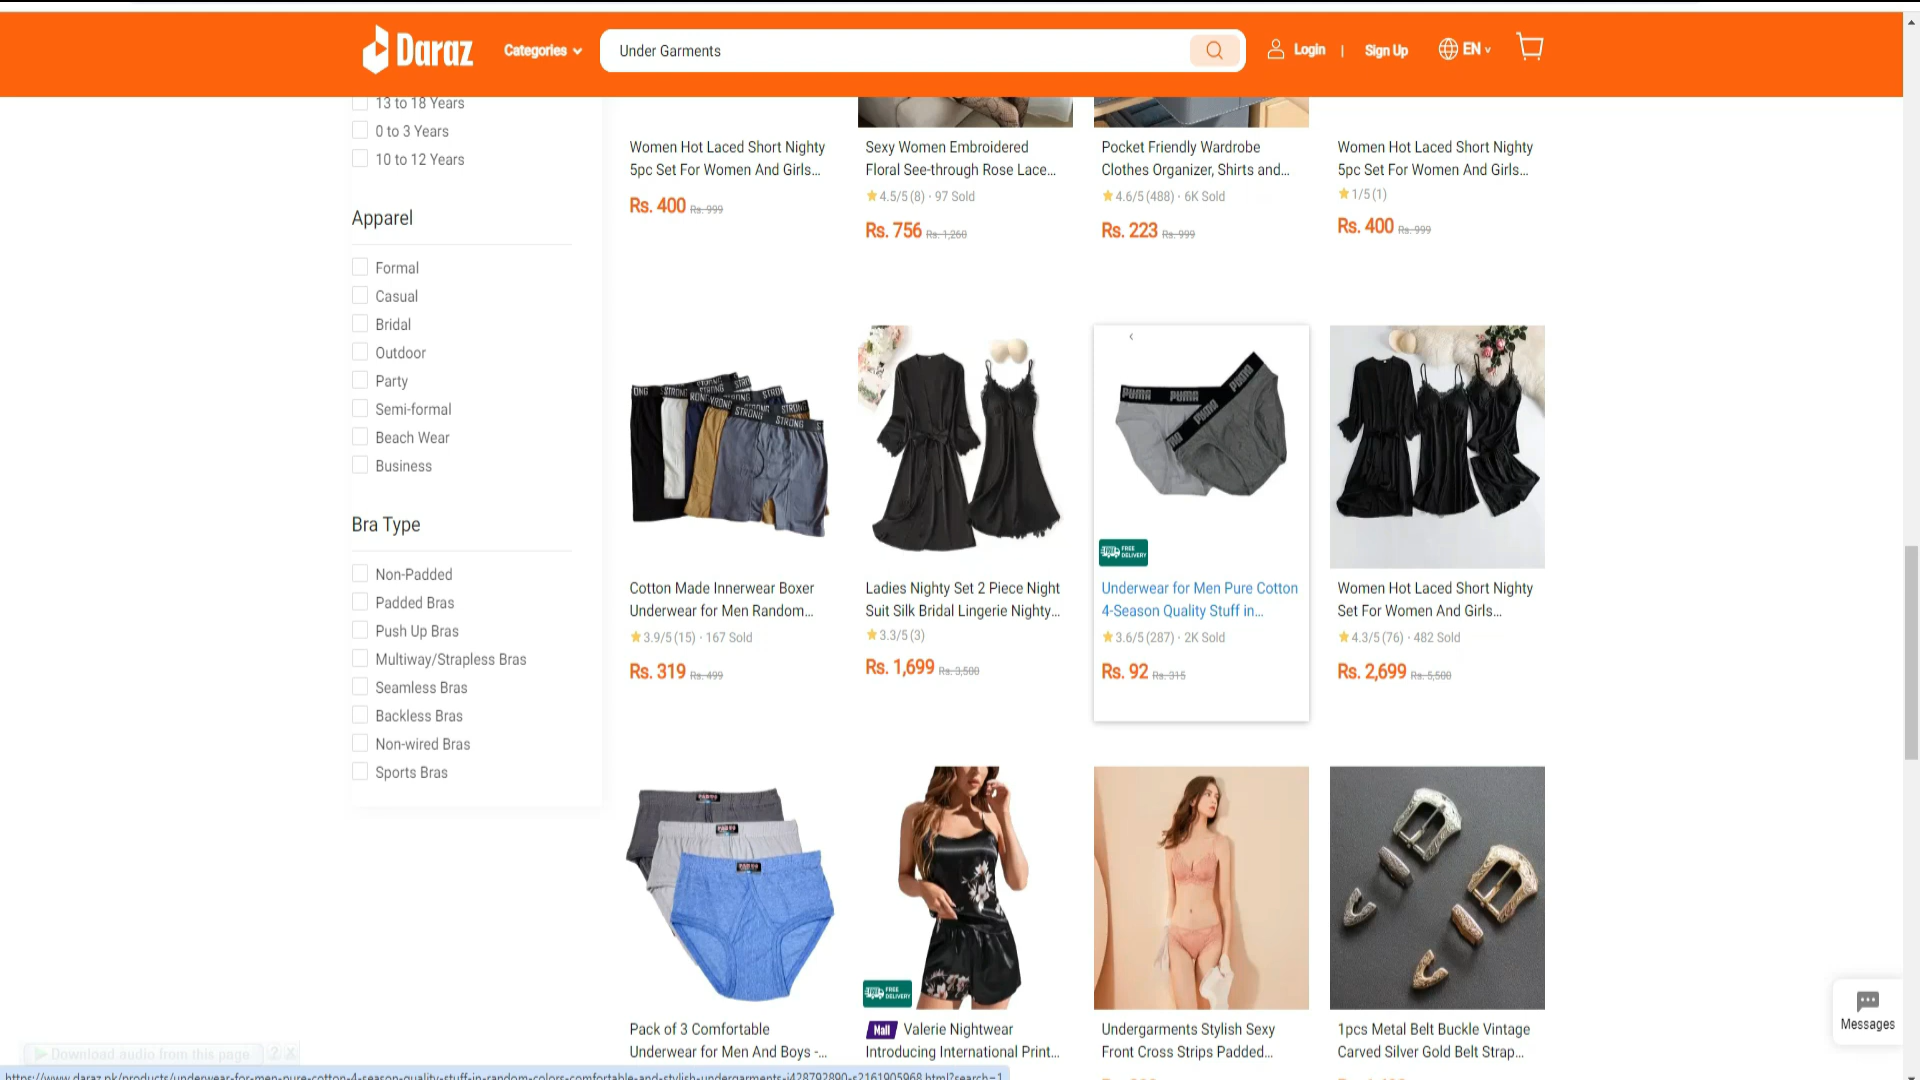 Daraz
Categories
Under Garments
Login
|
Sign Up
EN
13 to 18 Years
0 to 3 Years
10 to 12 Years
Apparel
Formal
Casual
Bridal
Outdoor
Party
Semi-formal
Beach Wear
Business
Bra Type
Non-Padded
Padded Bras
Push Up Bras
Multiway/Strapless Bras
Seamless Bras
Backless Bras
Non-wired Bras
Sports Bras
Women Hot Laced Short Nighty
5pc Set For Women And Girls...
Rs. 400 Rs. 999
Sexy Women Embroidered
Floral See-through Rose Lace...
4.5/5 (8) · 97 Sold
Rs. 756 Rs. 1,260
Pocket Friendly Wardrobe
Clothes Organizer, Shirts and...
4.6/5 (488) · 6K Sold
Rs. 223 Rs. 999
Women Hot Laced Short Nighty
5pc Set For Women And Girls...
1/5 (1)
Rs. 400 Rs. 999
STRONG
STRONG
STRONG
Cotton Made Innerwear Boxer
Underwear for Men Random...
3.9/5 (15) · 167 Sold
Rs. 319 Rs. 499
Ladies Nighty Set 2 Piece Night
Suit Silk Bridal Lingerie Nighty...
3.3/5 (3)
Rs. 1,699 Rs. 3,500
PUMA PUMA
PUMA
PUMA
FREE
DELIVERY
Underwear for Men Pure Cotton
4-Season Quality Stuff in...
3.6/5 (287) · 2K Sold
Rs. 92 Rs. 315
Women Hot Laced Short Nighty
Set For Women And Girls...
4.3/5 (76) · 482 Sold
Rs. 2,699 Rs. 5,500
Pack of 3 Comfortable
Underwear for Men And Boys -...
FREE
DELIVERY
Mall Valerie Nightwear
Introducing International Print...
Undergarments Stylish Sexy
Front Cross Strips Padded...
1pcs Metal Belt Buckle Vintage
Carved Silver Gold Belt Strap...
Messages
Download audio from this page ? X
https://www.daraz.pk/products/underwear-for-men-pure-cotton-4-season-quality-stuff-in-random-colors-comfortable-and-stylish-undergarments-i428792890-s2161905968.html?search=1